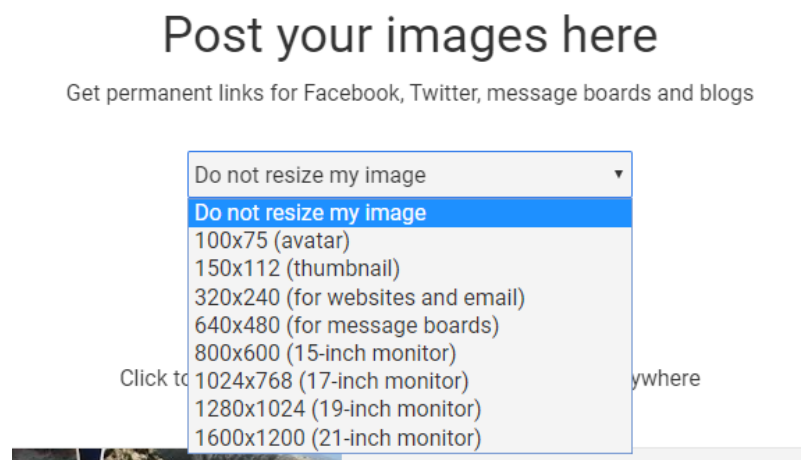 Post your images here
Get permanent links for Facebook, Twitter, message boards and blogs
Do not resize my image
Do not resize my image
100x75 (avatar)
150x112 (thumbnail)
320x240 (for websites and email)
640x480 (for message boards)
800x600 (15-inch monitor)
Click
1024x768 (17-inch monitor)
1280x1024 (19-inch monitor)
1600x1200 (21-inch monitor)